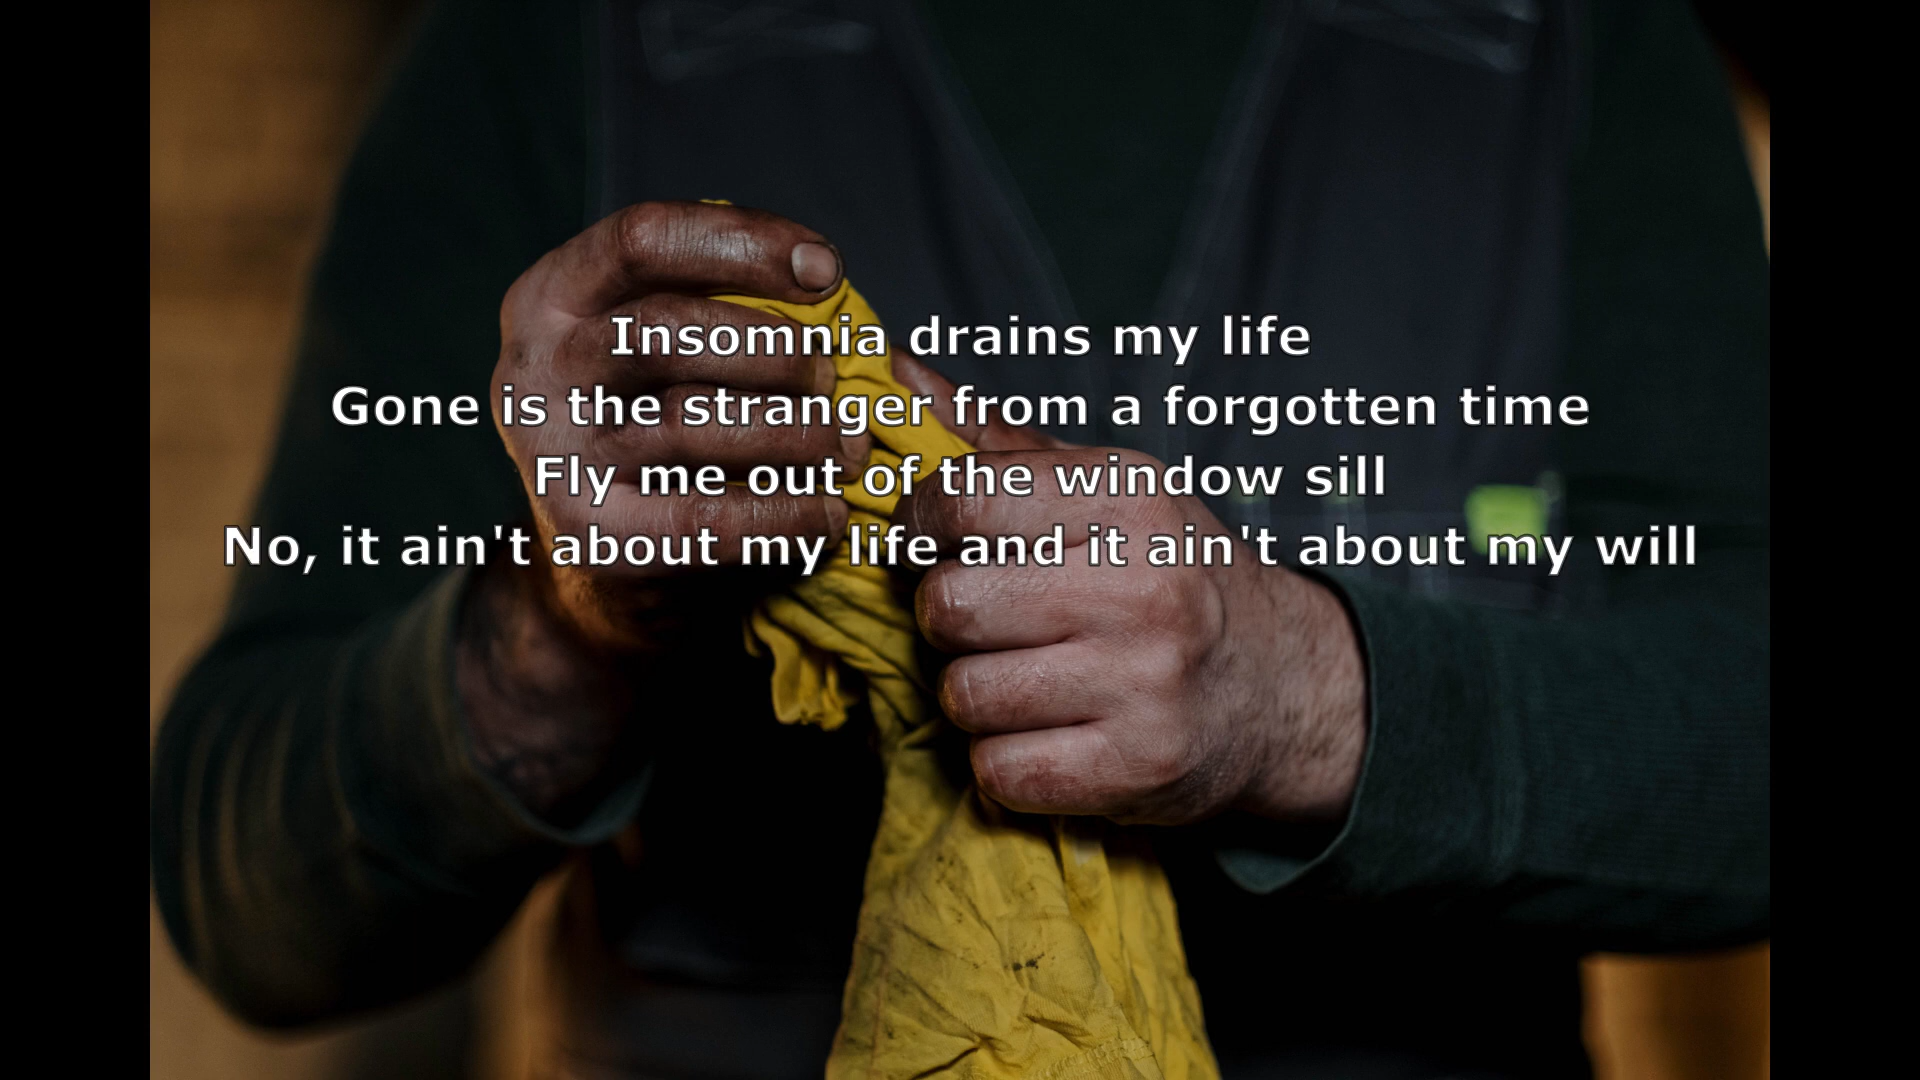 Insomnia drains my life
Gone is the stranger from a forgotten time
Fly me out of the window sill
No, it ain't about my life and it ain't about my will